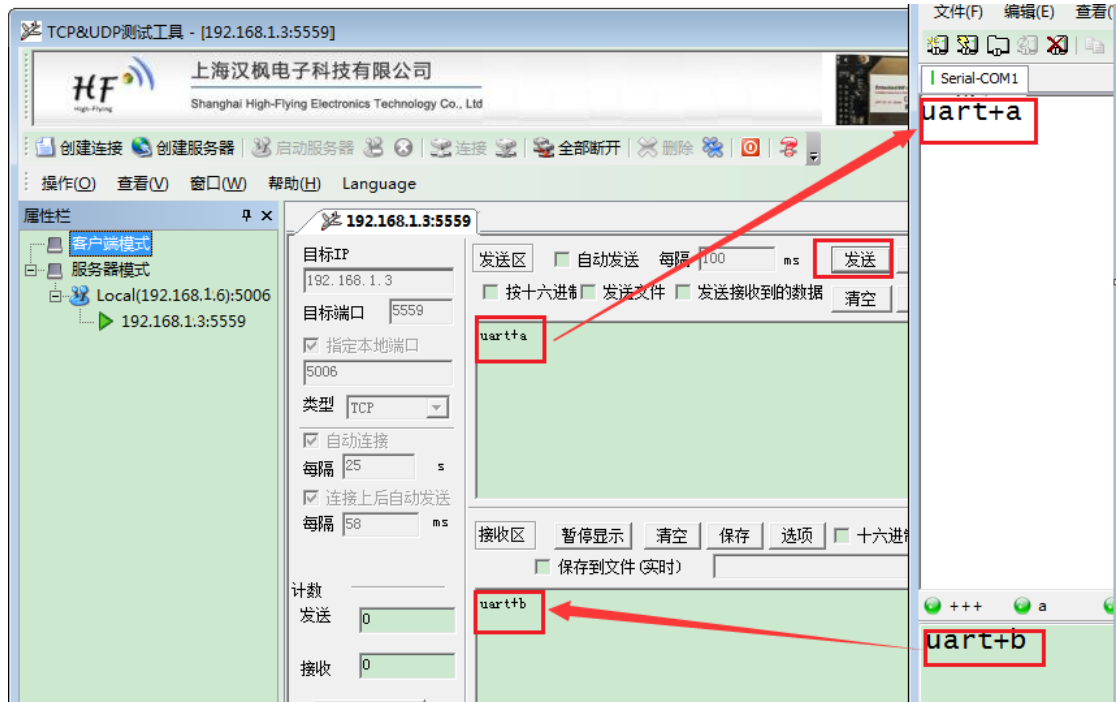 TCP&UDP测试工具 - [192.168.1.3:5559]
HF
High-Flying
上海汉枫电子科技有限公司
Shanghai High-Flying Electronics Technology Co., Ltd
创建连接 创建服务器 启动服务器 连接 全部断开 删除
操作(O) 查看(V) 窗口(W) 帮助(H) Language
属性栏
客户端模式
服务器模式
Local(192.168.1.6):5006
192.168.1.3:5559
192.168.1.3:5559
目标IP
192.168.1.3
目标端口 5559
指定本地端口
5006
类型 TCP
自动连接
每隔 25 s
连接上后自动发送
每隔 58 ms
计数
发送 0
接收 0
发送区 自动发送 每隔 100 ms 发送
按十六进制 发送文件 发送接收到的数据 清空
uart+a
接收区 暂停显示 清空 保存 选项 十六进制
保存到文件(实时)
uart+b
文件(F) 编辑(E) 查看(
Serial-COM1
uart+a
+++ a
uart+b